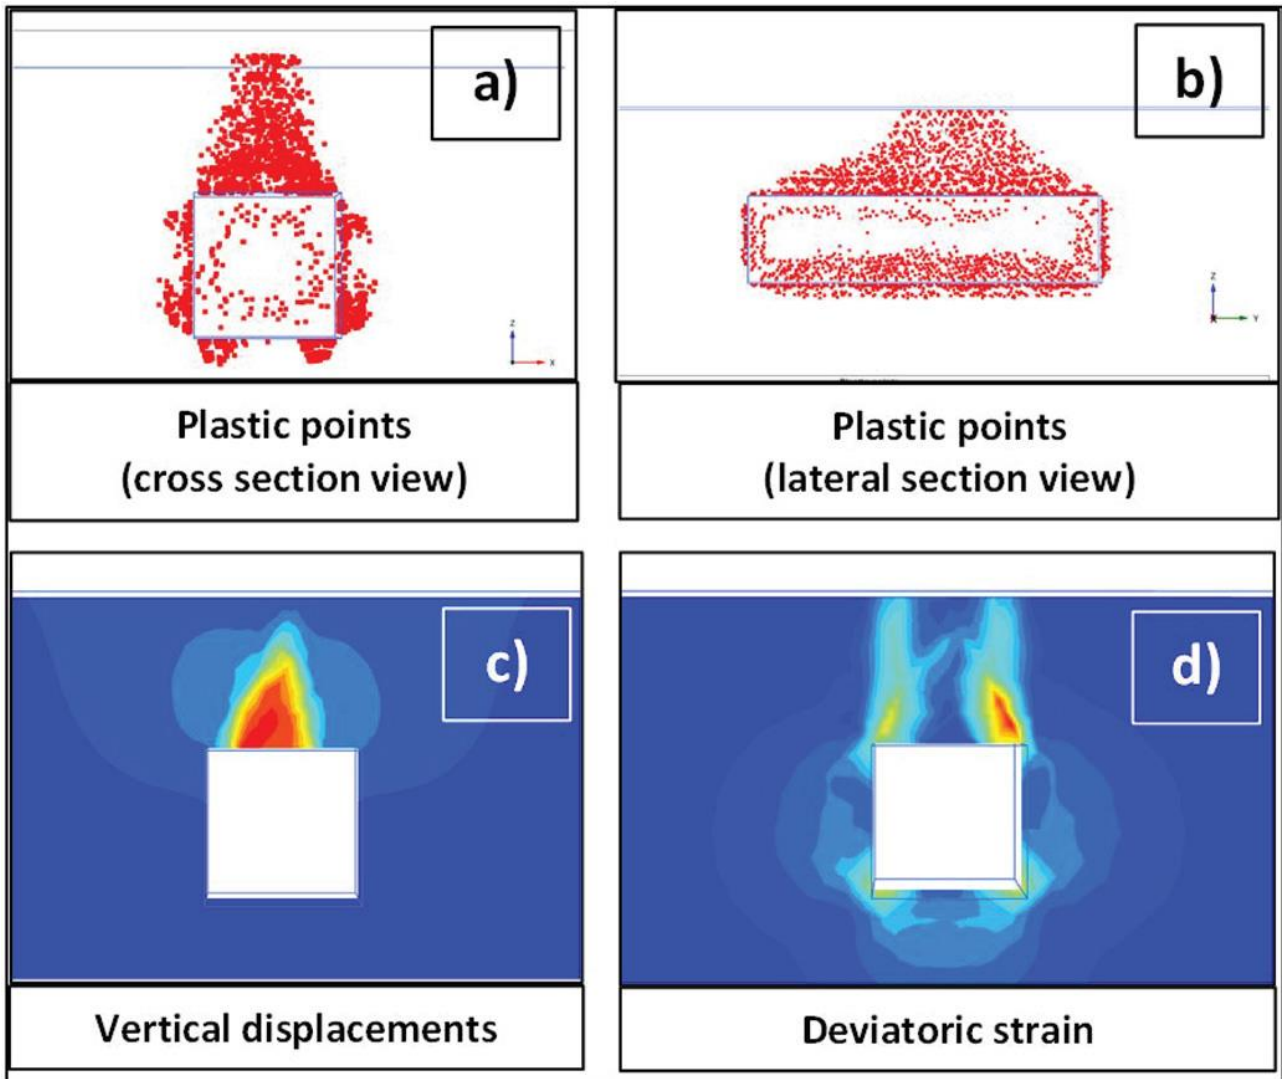 a)
b)
Z
X
Z
Y
Plastic points
(cross section view)
Plastic points
(lateral section view)
c)
d)
Vertical displacements
Deviatoric strain